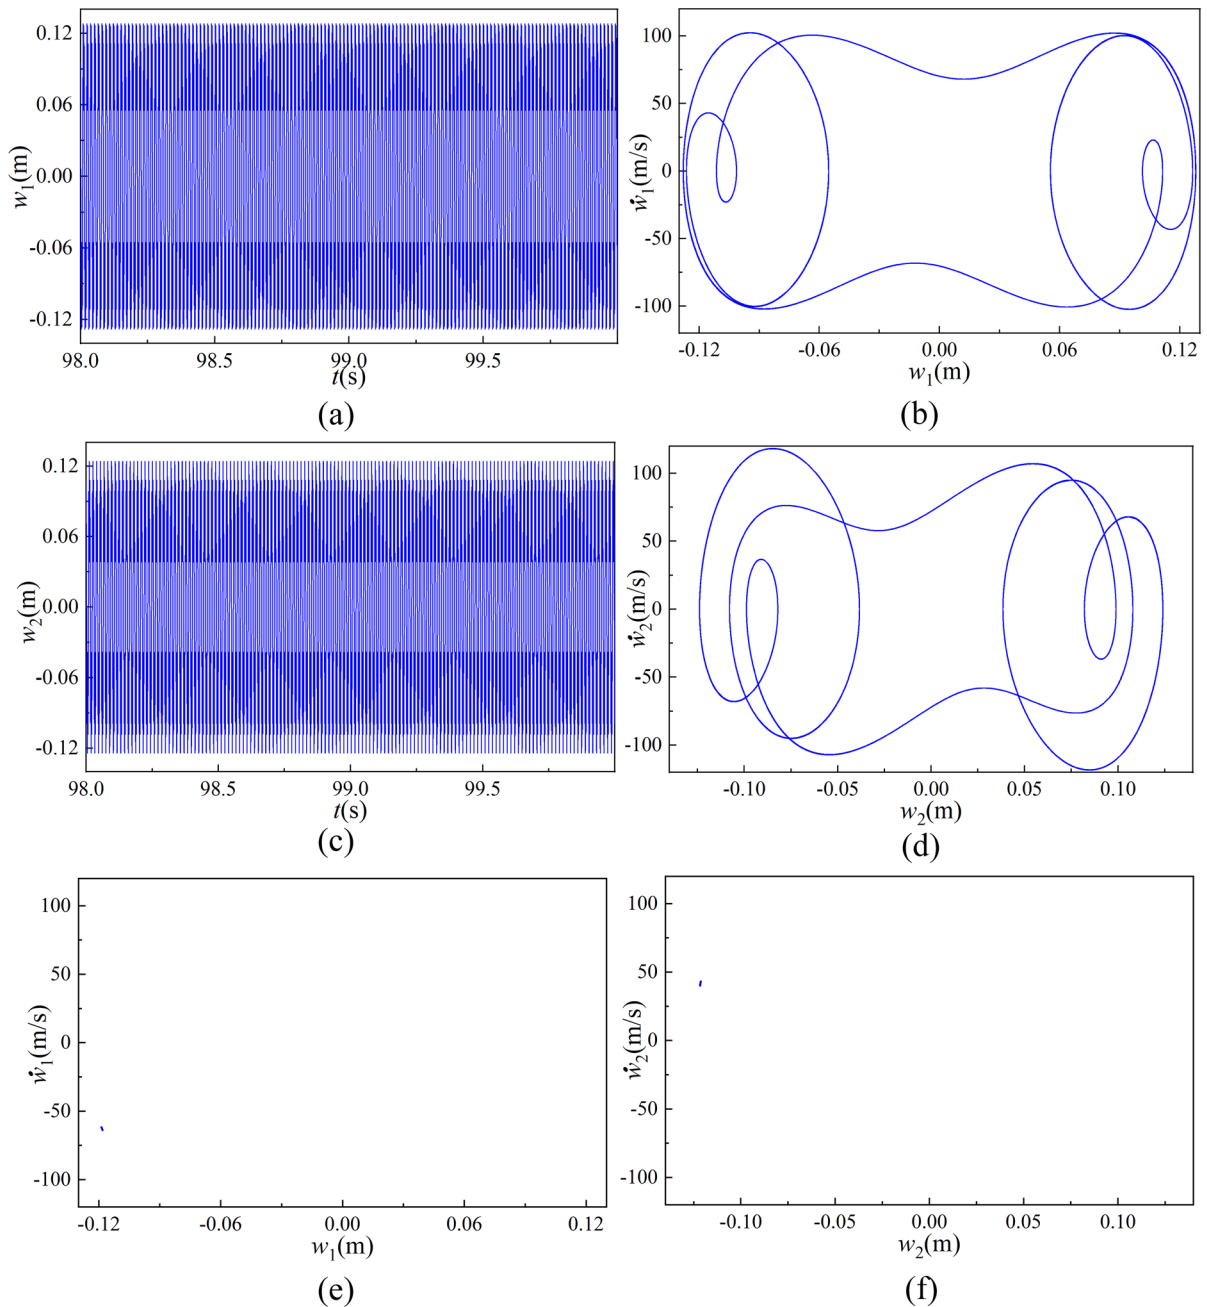 0.12
0.06
0.00
-0.06
-0.12
w1(m)
98.0 98.5 99.0 99.5
t(s)
(a)
100
50
0
-50
-100
ẇ1(m/s)
-0.12 -0.06 0.00 0.06 0.12
w1(m)
(b)
0.12
0.06
0.00
-0.06
-0.12
w2(m)
98.0 98.5 99.0 99.5
t(s)
(c)
100
50
0
-50
-100
ẇ2(m/s)
-0.10 -0.05 0.00 0.05 0.10
w2(m)
(d)
100
50
0
-50
-100
ẇ1(m/s)
-0.12 -0.06 0.00 0.06 0.12
w1(m)
(e)
100
50
0
-50
-100
ẇ2(m/s)
-0.10 -0.05 0.00 0.05 0.10
w2(m)
(f)